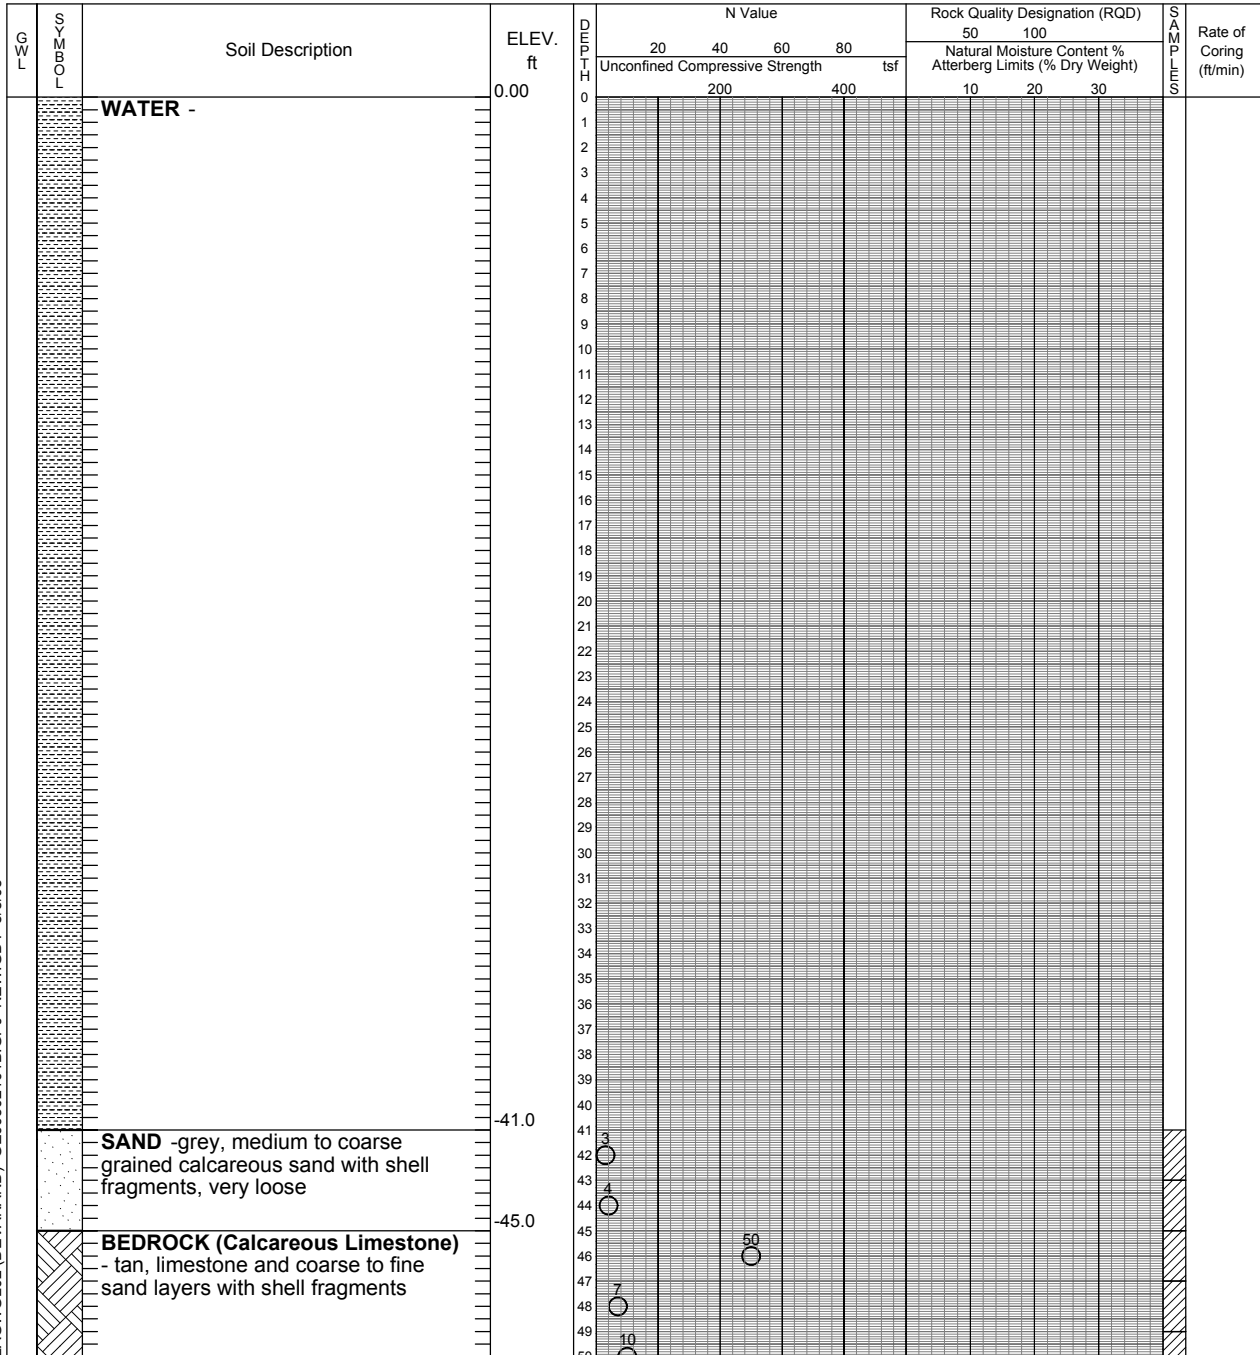 GWL
SYMBOL
Soil Description
ELEV.
ft
0.00
DEPTH
N Value
20 40 60 80
Unconfined Compressive Strength tsf
200 400
Rock Quality Designation (RQD)
50 100
Natural Moisture Content %
Atterberg Limits (% Dry Weight)
10 20 30
SAMPLES
Rate of
Coring
(ft/min)
WATER -
0
1
2
3
4
5
6
7
8
9
10
11
12
13
14
15
16
17
18
19
20
21
22
23
24
25
26
27
28
29
30
31
32
33
34
35
36
37
38
39
40
-41.0
41
SAND -grey, medium to coarse
grained calcareous sand with shell
fragments, very loose
3
42
43
4
44
-45.0
45
BEDROCK (Calcareous Limestone)
- tan, limestone and coarse to fine
sand layers with shell fragments
50
46
47
7
48
49
10